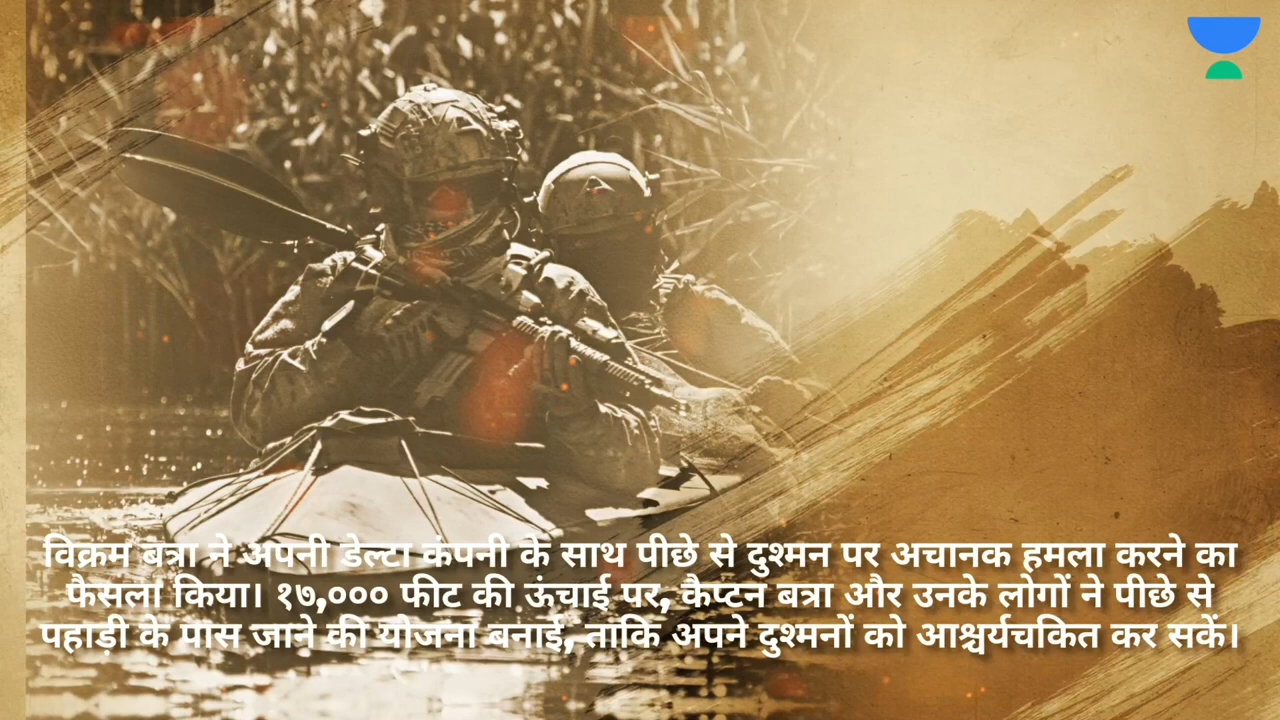 विक्रम बत्रा ने अपनी डेल्टा कंपनी के साथ पीछे से दुश्मन पर अचानक हमला करने का
फैसला किया। १७,००० फीट की ऊंचाई पर, कैप्टन बत्रा और उनके लोगों ने पीछे से
पहाड़ी के पास जाने की योजना बनाई, ताकि अपने दुश्मनों को आश्चर्यचकित कर सकें।